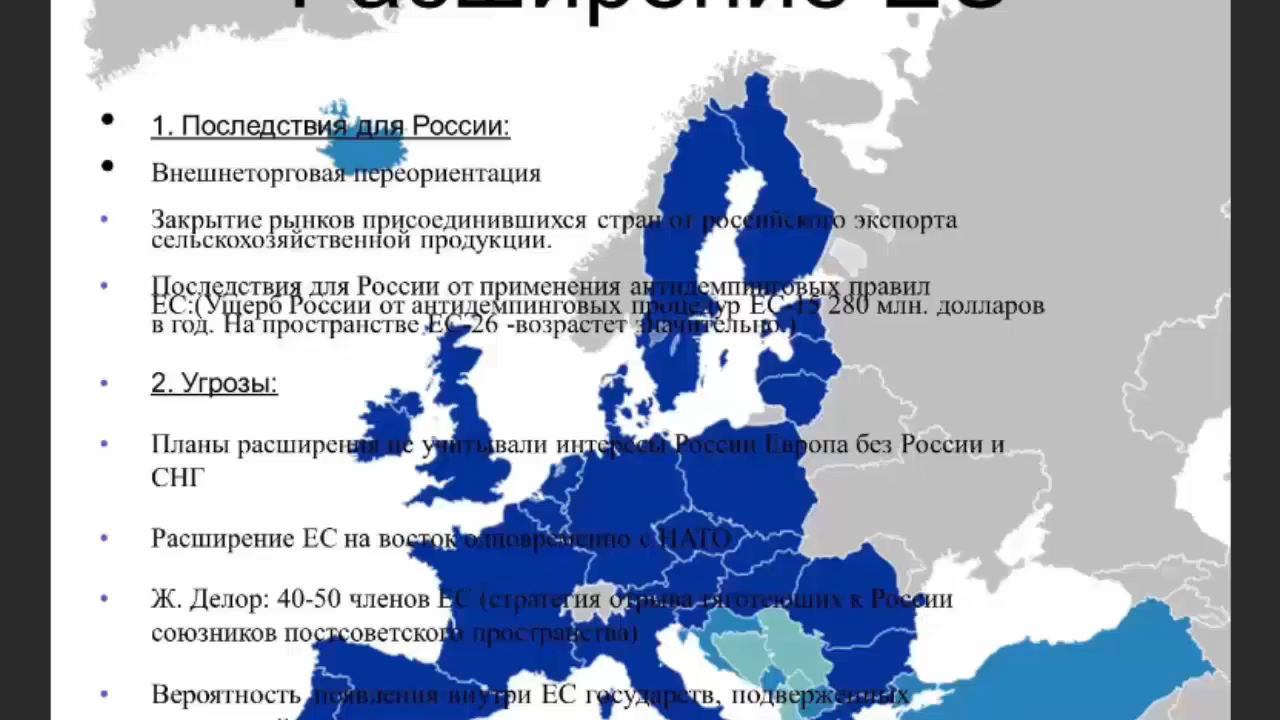 Расширение ЕС
1. Последствия для России:
Внешнеторговая переориентация
Закрытие рынков присоединившихся стран от российского экспорта
сельскохозяйственной продукции.
Последствия для России от применения антидемпинговых правил
ЕС:(Ущерб России от антидемпинговых процедур ЕС-15 280 млн. долларов
в год. На пространстве ЕС-26 -возрастет значительно.)
2. Угрозы:
Планы расширения не учитывали интересы России Европа без России и
СНГ
Расширение ЕС на восток одновременно с НАТО
Ж. Делор: 40-50 членов ЕС (стратегия отрыва тяготеющих к России
союзников постсоветского пространства)
Вероятность появления внутри ЕС государств, подверженных